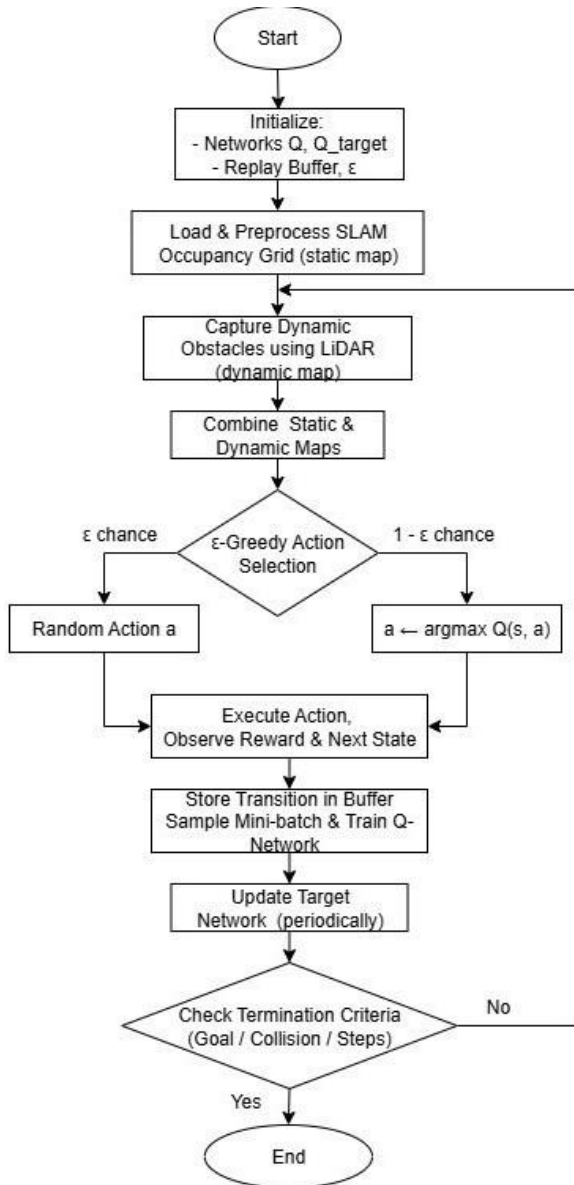 Start
Initialize:
- Networks Q, Q_target
- Replay Buffer, ε
Load & Preprocess SLAM
Occupancy Grid (static map)
Capture Dynamic
Obstacles using LiDAR
(dynamic map)
Combine Static &
Dynamic Maps
ε chance
ε-Greedy Action
Selection
1 - ε chance
Random Action a
a ← argmax Q(s, a)
Execute Action,
Observe Reward & Next State
Store Transition in Buffer
Sample Mini-batch & Train Q-
Network
Update Target
Network (periodically)
Check Termination Criteria
(Goal / Collision / Steps)
No
Yes
End